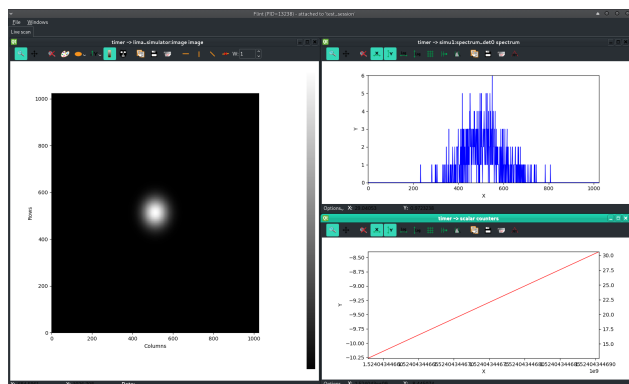 Flint (PID=13238) - attached to 'test_session'
File Windows
Live scan
timer -> lima_simulator:image image
W: 1
1000
800
600
400
200
0
Rows
0 200 400 600 800 1000
Columns
timer -> simu1:spectrum_det0 spectrum
6
5
4
3
2
1
0
Y
0 200 400 600 800 1000
X
Options... X: Y:
timer -> scalar counters
−8.50
−8.75
−9.00
−9.25
−9.50
−9.75
−10.00
−10.25
Y
30.0
27.5
25.0
22.5
20.0
17.5
15.0
X
1e9